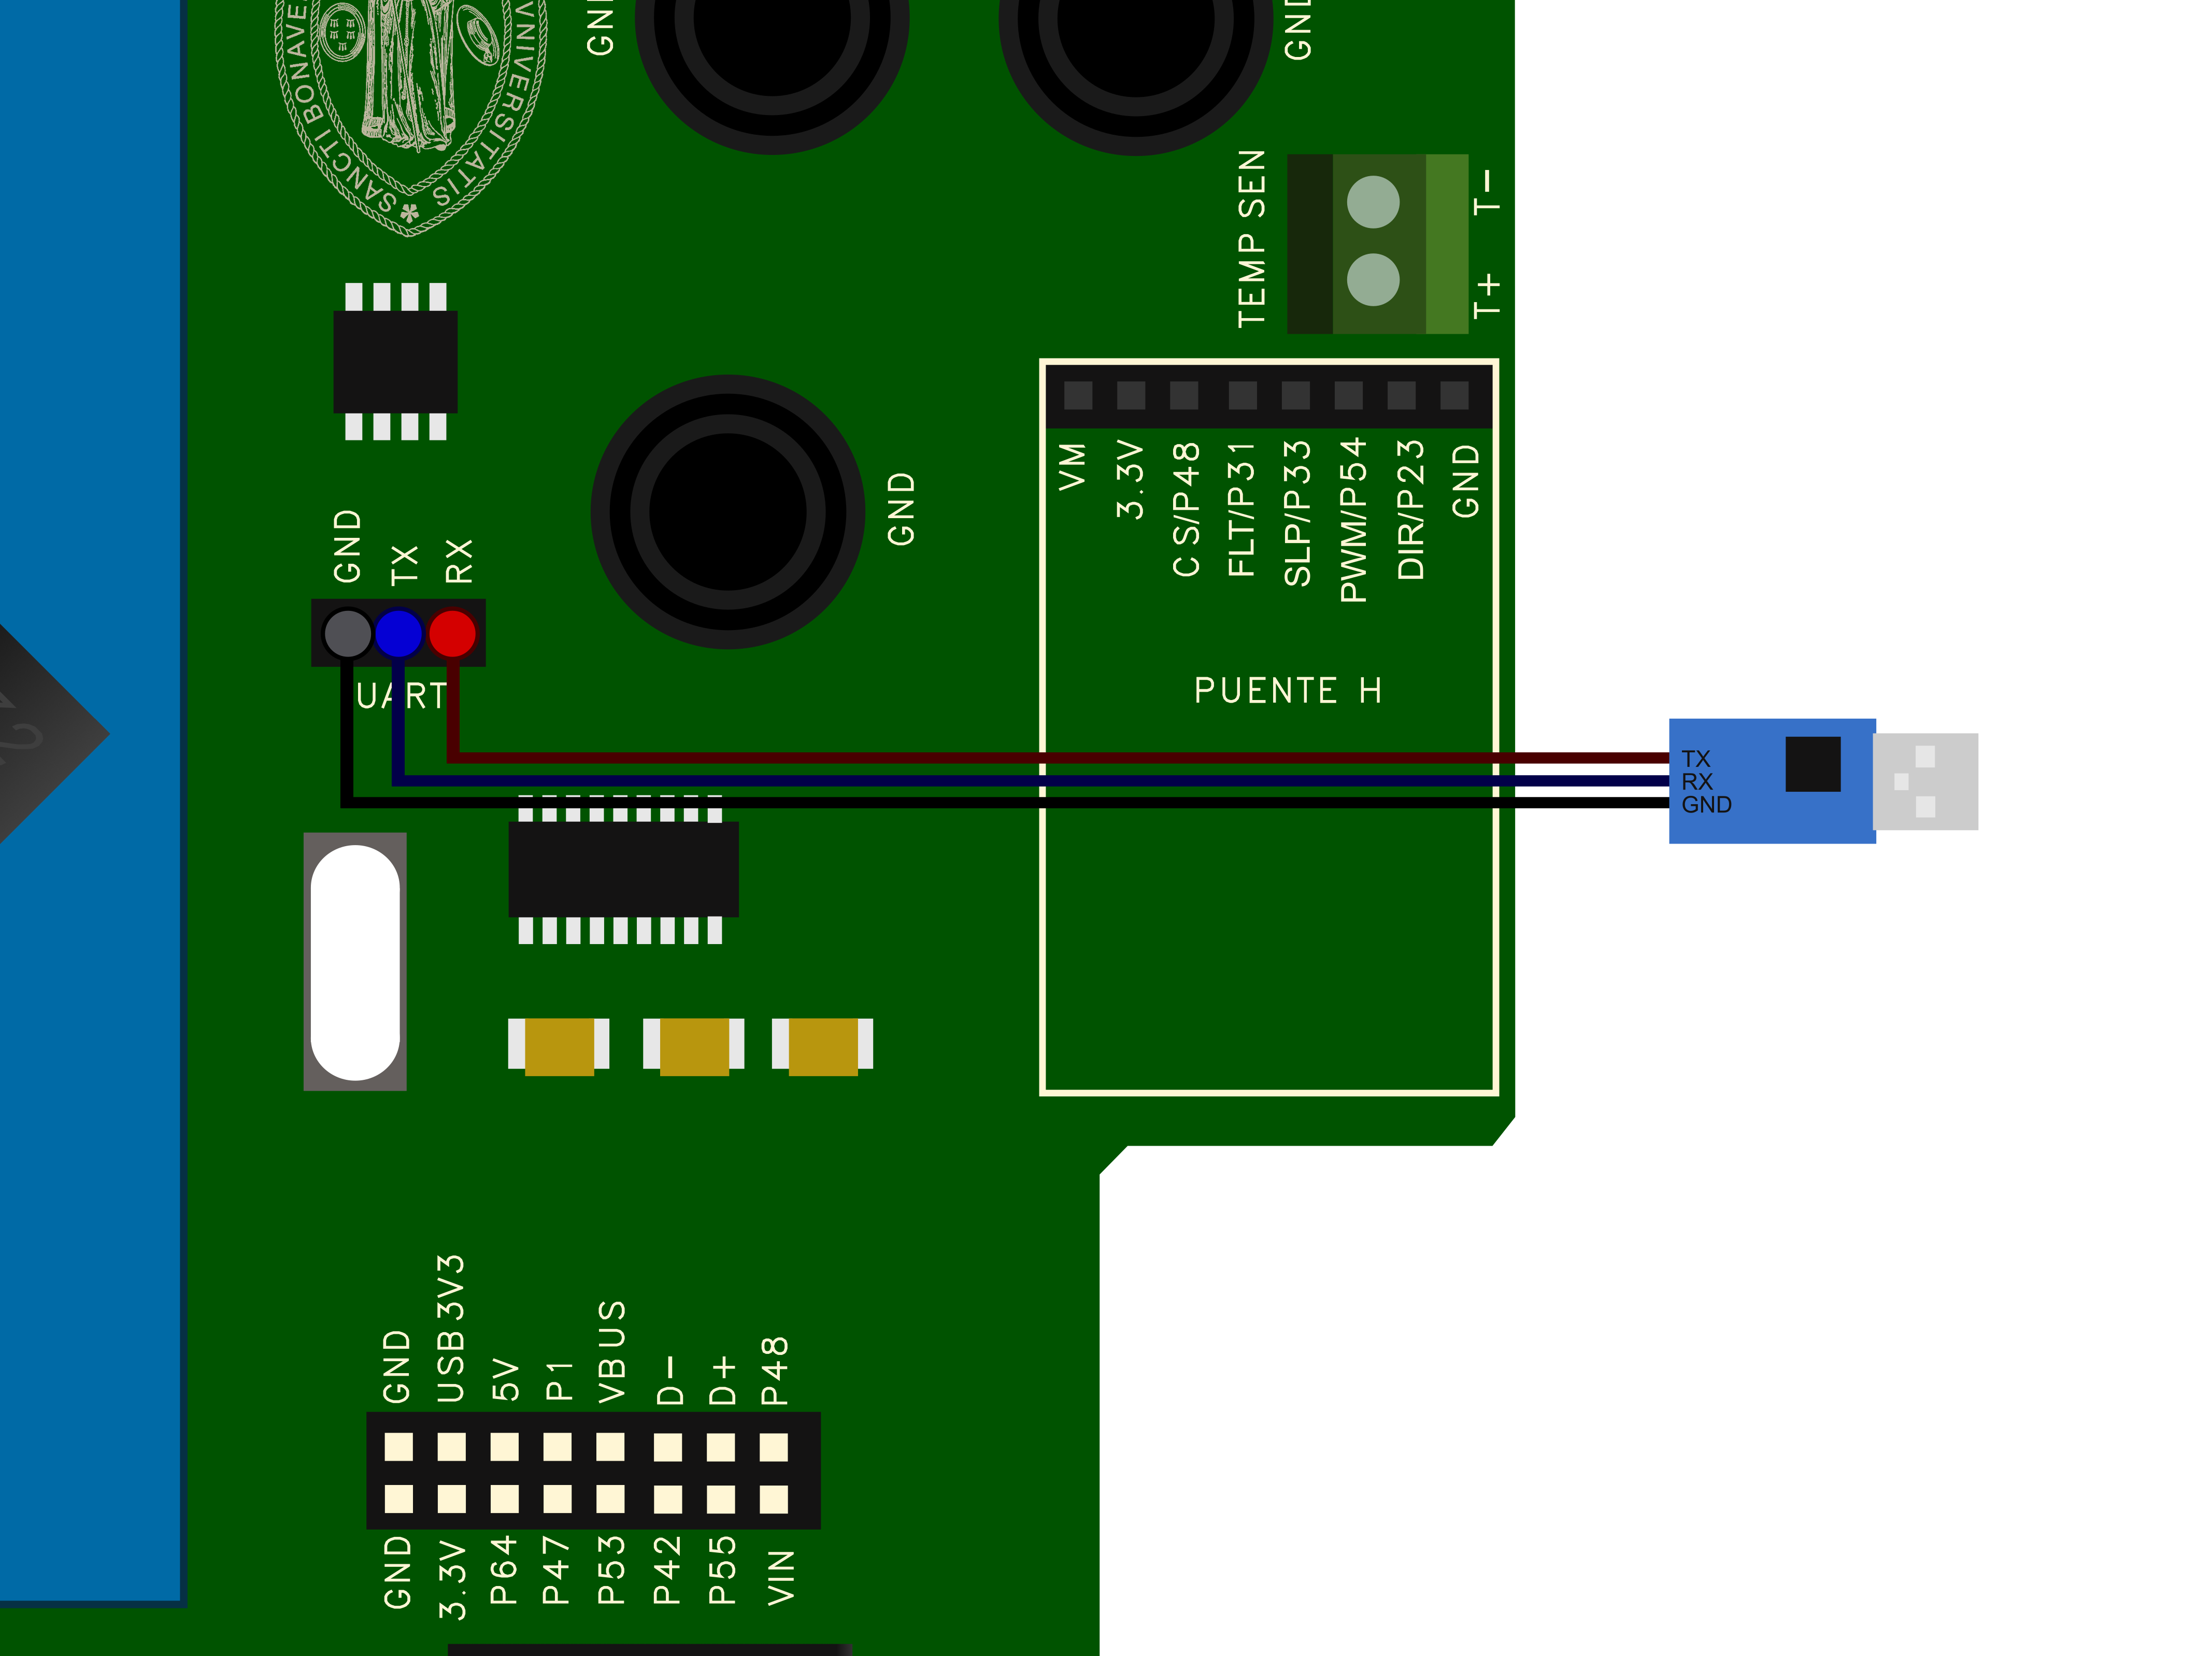 SANCTI BONAVE
VNIVERSITATIS
GND
GND
TEMP SEN
T-
T+
VM
3.3V
CS/P48
FLT/P31
SLP/P33
PWM/P54
DIR/P23
GND
GND
GND
TX
RX
UART
PUENTE H
TX
RX
GND
GND
USB3V3
5V
P1
VBUS
D-
D+
P48
GND
3.3V
P64
P47
P53
P42
P55
VIN